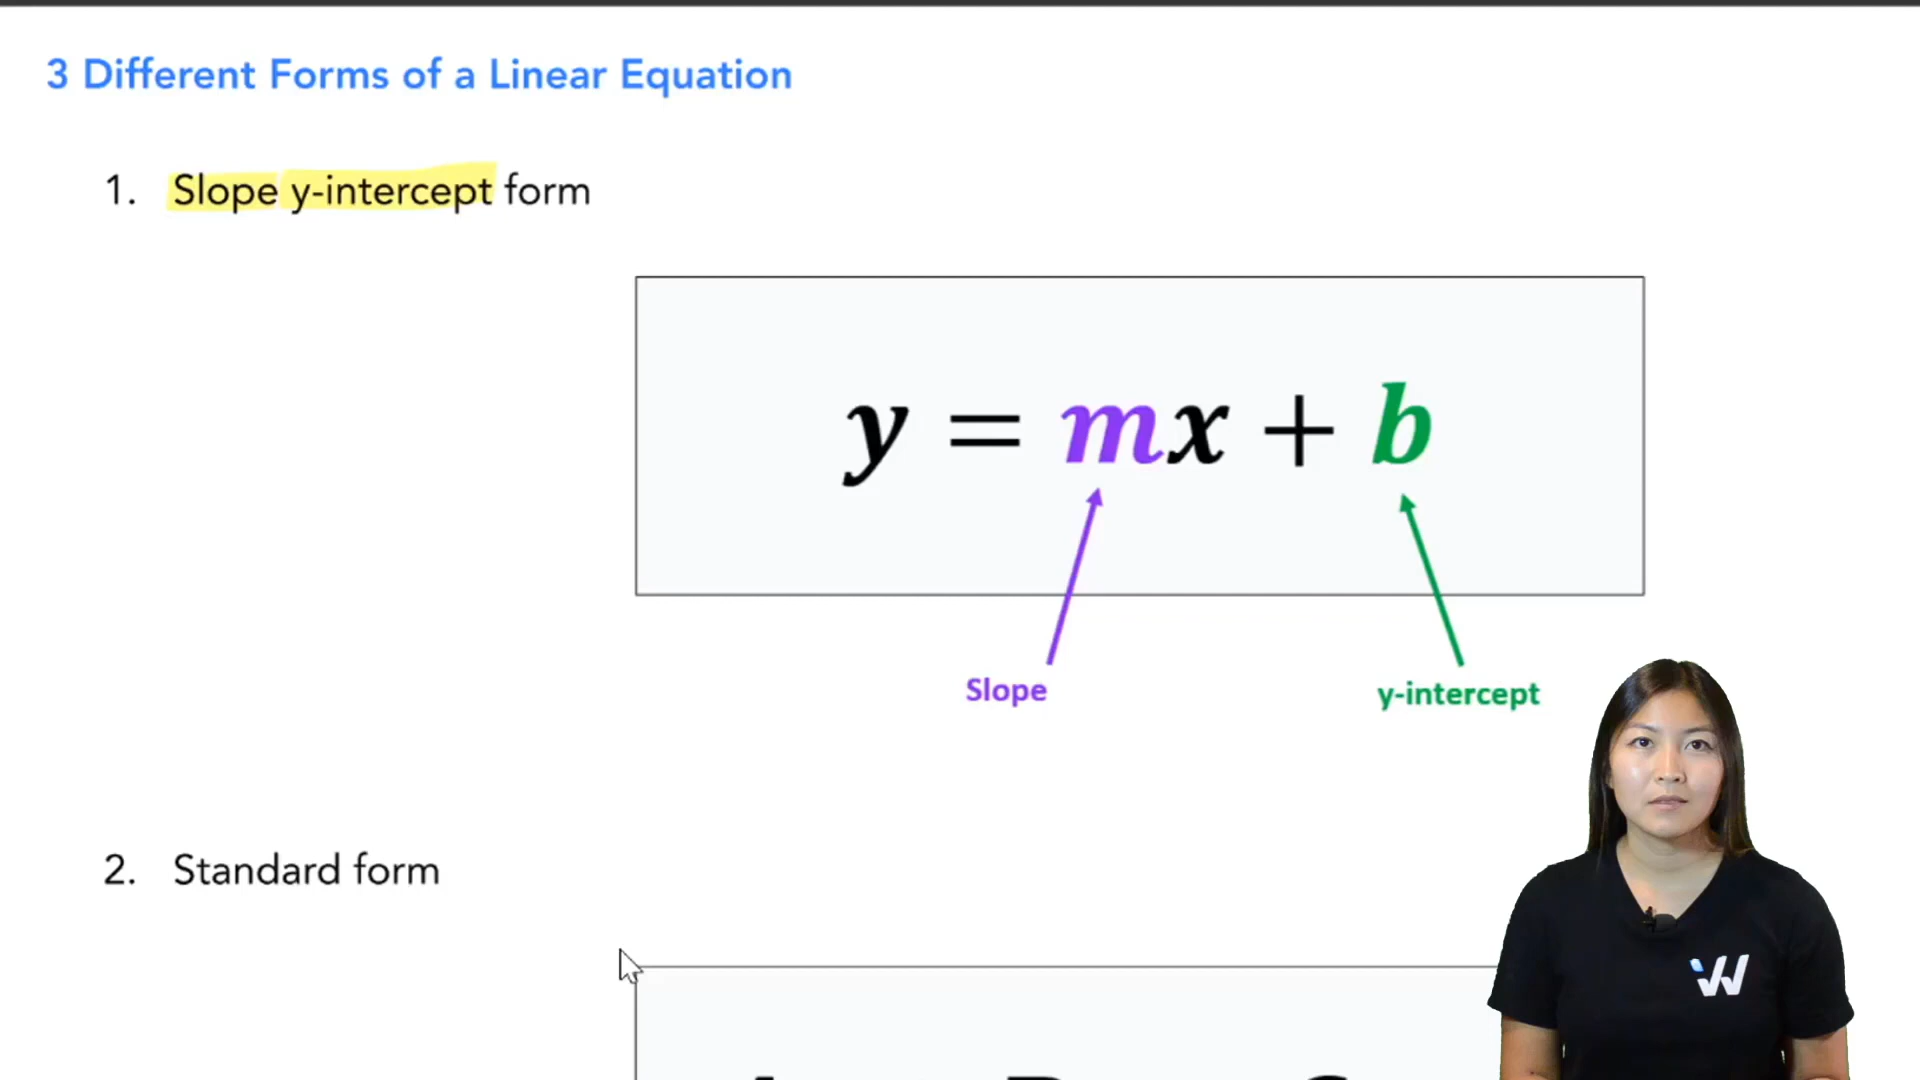 3 Different Forms of a Linear Equation
1. Slope y-intercept form
y = mx + b
Slope
y-intercept
2. Standard form
W